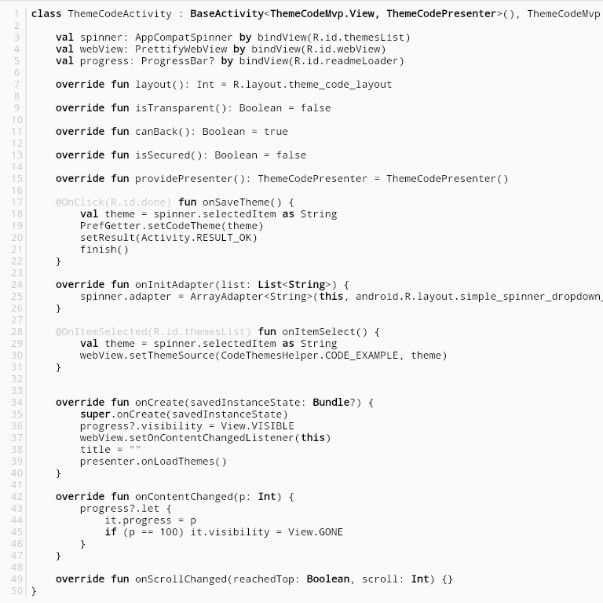 1 class ThemeCodeActivity : BaseActivity<ThemeCodeMvp.View, ThemeCodePresenter>(), ThemeCodeMvp
2
3     val spinner: AppCompatSpinner by bindView(R.id.themesList)
4     val webView: PrettifyWebView by bindView(R.id.webView)
5     val progress: ProgressBar? by bindView(R.id.readmeLoader)
6
7     override fun layout(): Int = R.layout.theme_code_layout
8
9     override fun isTransparent(): Boolean = false
10
11     override fun canBack(): Boolean = true
12
13     override fun isSecured(): Boolean = false
14
15     override fun providePresenter(): ThemeCodePresenter = ThemeCodePresenter()
16
17     @OnClick(R.id.done) fun onSaveTheme() {
18         val theme = spinner.selectedItem as String
19         PrefGetter.setCodeTheme(theme)
20         setResult(Activity.RESULT_OK)
21         finish()
22     }
23
24     override fun onInitAdapter(list: List<String>) {
25         spinner.adapter = ArrayAdapter<String>(this, android.R.layout.simple_spinner_dropdown_
26     }
27
28     @OnItemSelected(R.id.themesList) fun onItemSelect() {
29         val theme = spinner.selectedItem as String
30         webView.setThemeSource(CodeThemesHelper.CODE_EXAMPLE, theme)
31     }
32
33
34     override fun onCreate(savedInstanceState: Bundle?) {
35         super.onCreate(savedInstanceState)
36         progress?.visibility = View.VISIBLE
37         webView.setOnContentChangedListener(this)
38         title = ""
39         presenter.onLoadThemes()
40     }
41
42     override fun onContentChanged(p: Int) {
43         progress?.let {
44             it.progress = p
45             if (p == 100) it.visibility = View.GONE
46         }
47     }
48
49     override fun onScrollChanged(reachedTop: Boolean, scroll: Int) {}
50 }